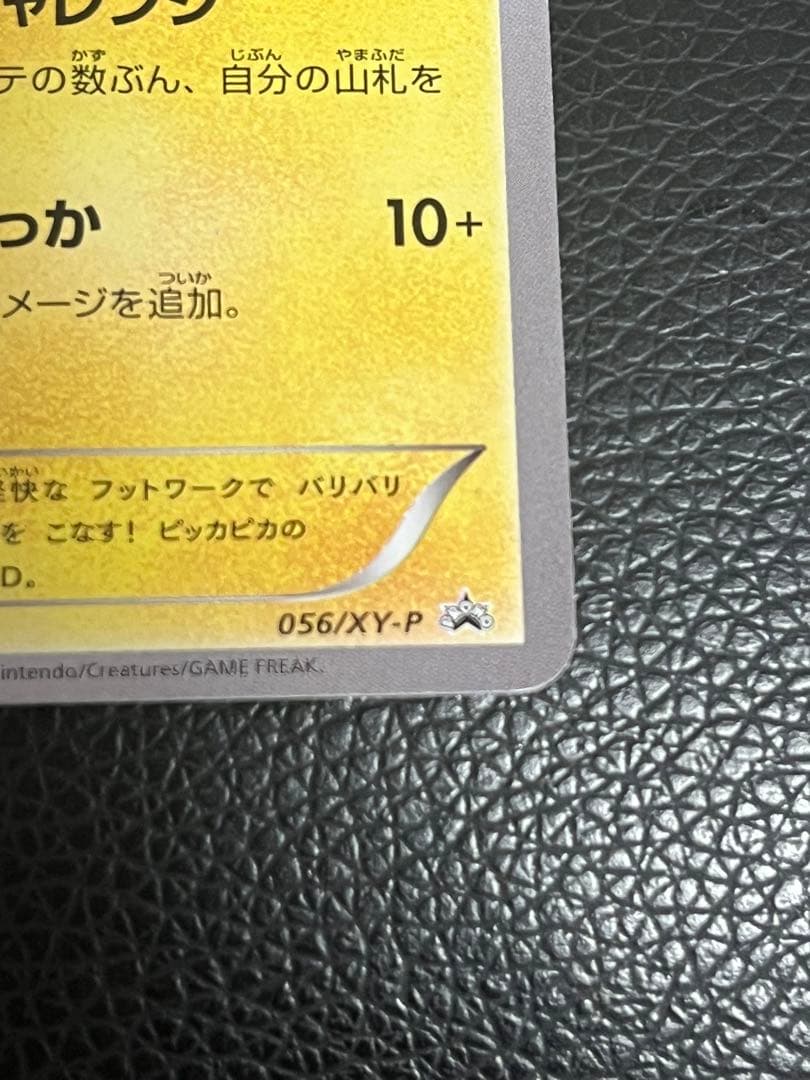 ャレンジ
テの数ぶん、自分の山札を
っか 10+
メージを追加。
快な フットワークで バリバリ
を こなす! ピッカピカの
D。
056/XY-P
intendo/Creatures/GAME FREAK.